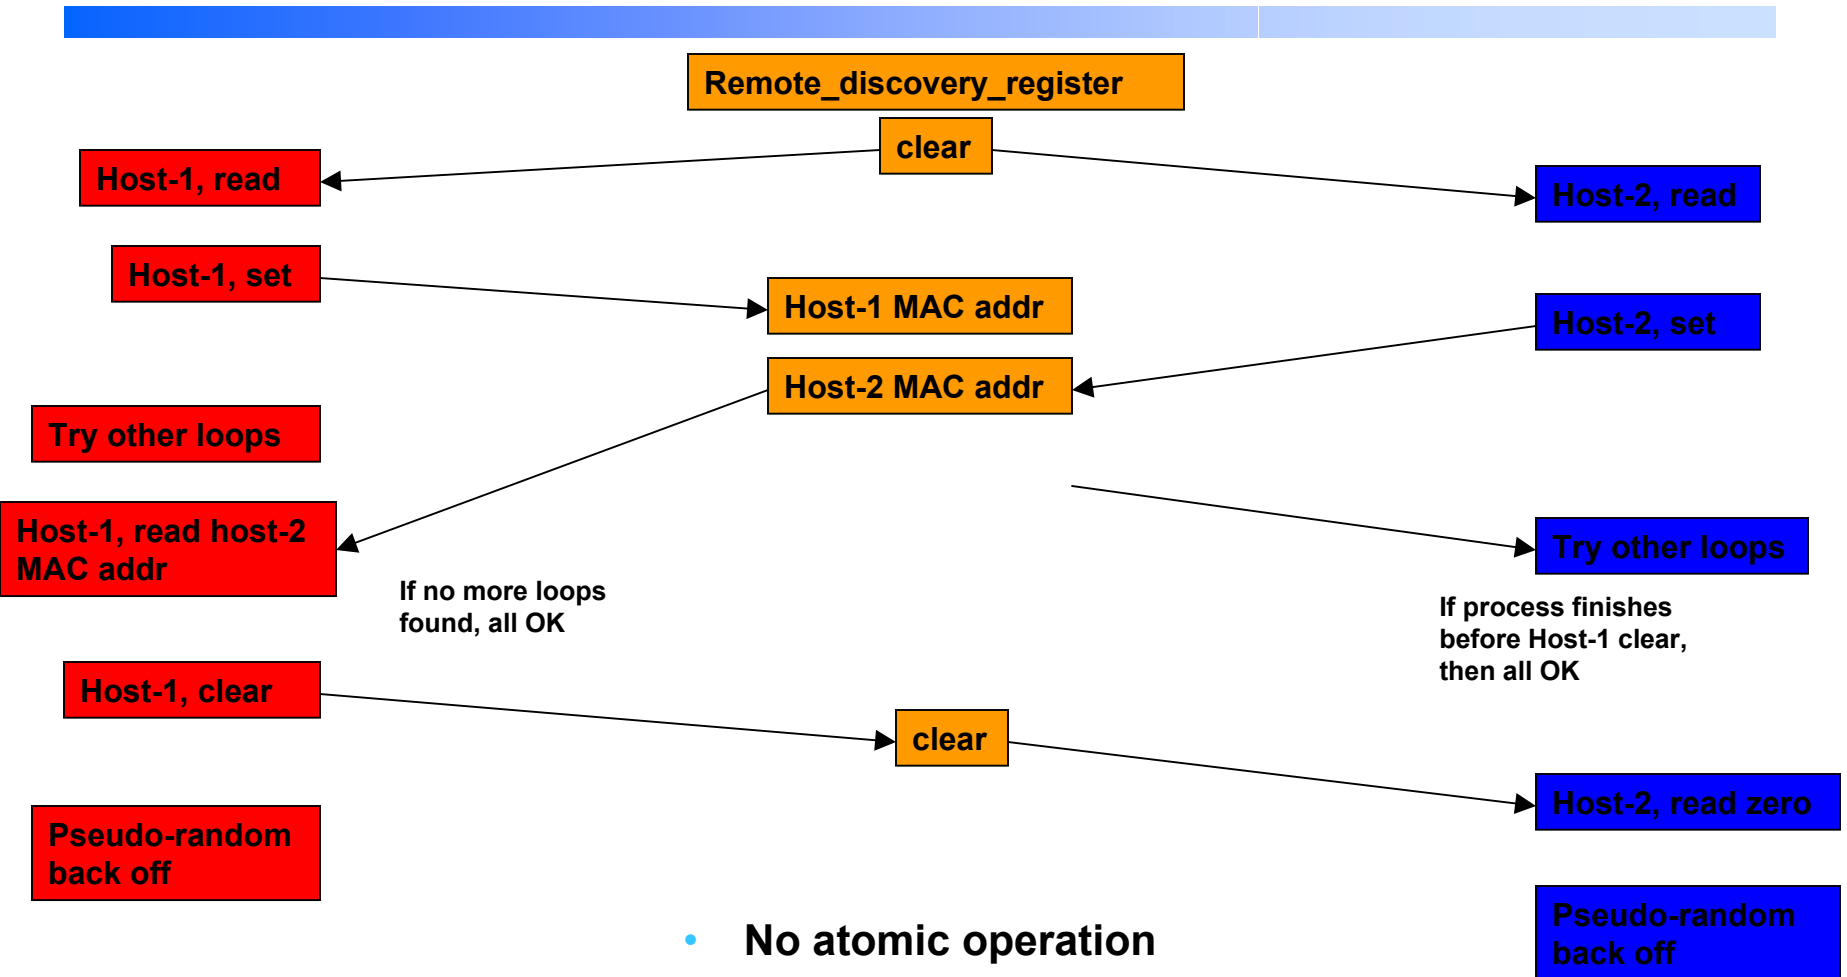 Remote_discovery_register
clear
Host-1, read
Host-2, read
Host-1, set
Host-1 MAC addr
Host-2, set
Host-2 MAC addr
Try other loops
Host-1, read host-2
MAC addr
Try other loops
If no more loops
found, all OK
If process finishes
before Host-1 clear,
then all OK
Host-1, clear
clear
Host-2, read zero
Pseudo-random
back off
Pseudo-random
back off
• No atomic operation